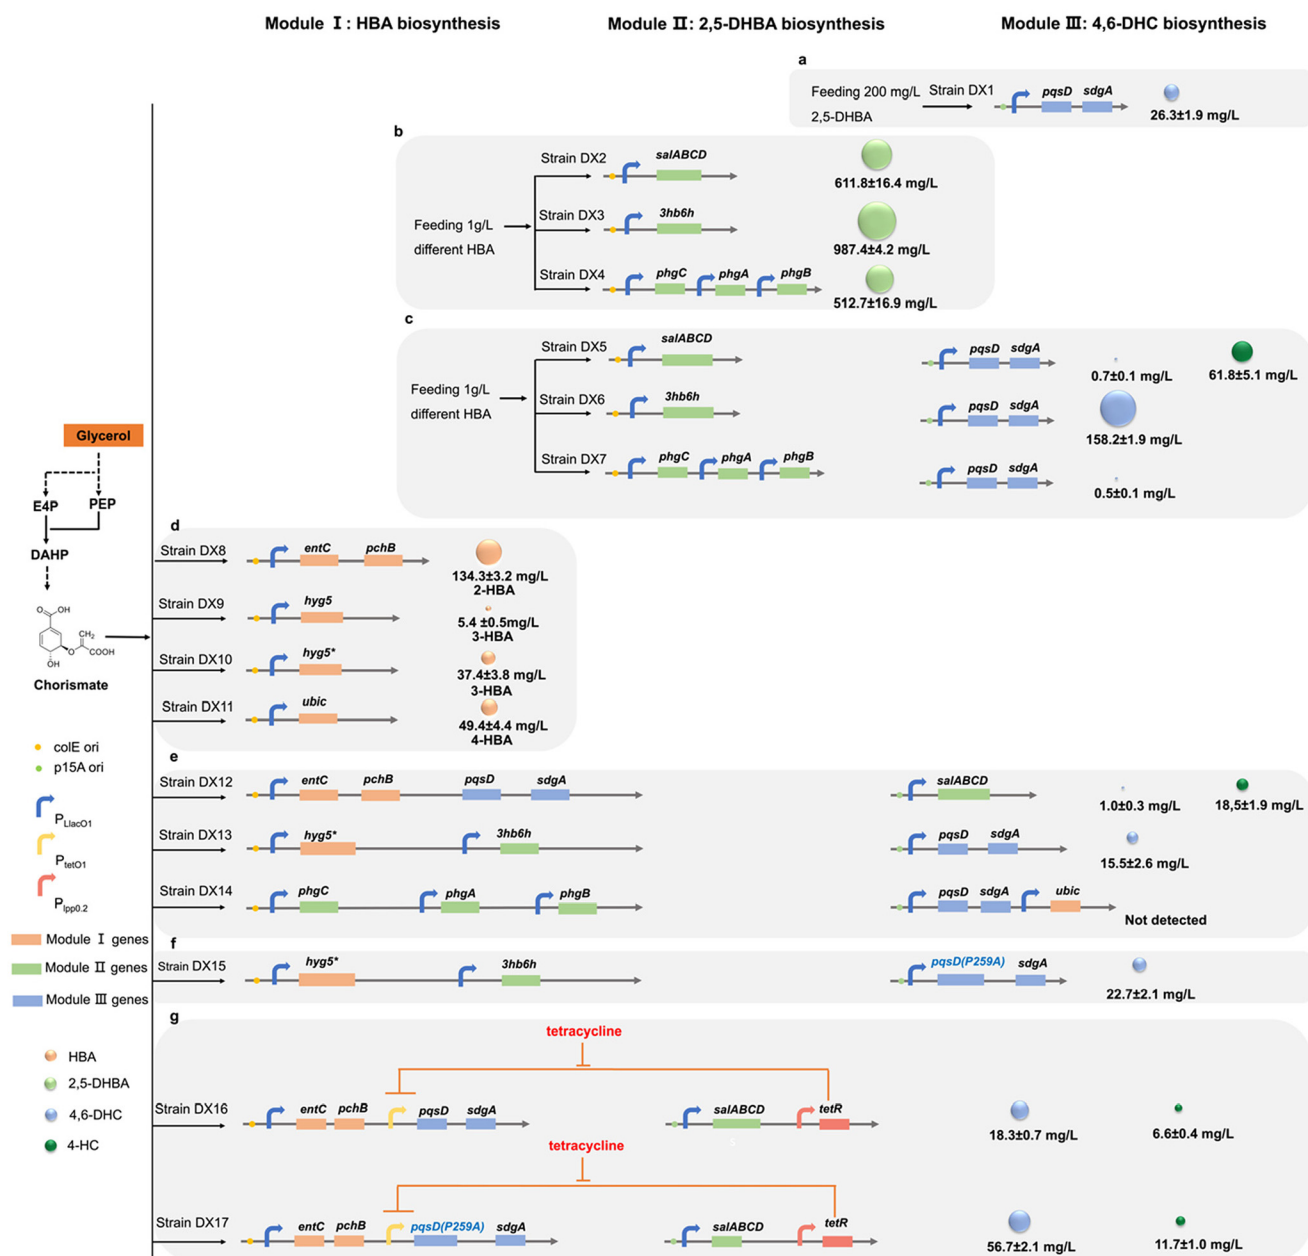 Module Ⅰ: HBA biosynthesis
Module Ⅱ: 2,5-DHBA biosynthesis
Module Ⅲ: 4,6-DHC biosynthesis
a
Feeding 200 mg/L
2,5-DHBA
Strain DX1
pqsD sdgA
26.3±1.9 mg/L
b
Feeding 1g/L
different HBA
Strain DX2
salABCD
611.8±16.4 mg/L
Strain DX3
3hb6h
987.4±4.2 mg/L
Strain DX4
phgC phgA phgB
512.7±16.9 mg/L
c
Feeding 1g/L
different HBA
Strain DX5
salABCD
pqsD sdgA
0.7±0.1 mg/L
61.8±5.1 mg/L
Strain DX6
3hb6h
pqsD sdgA
158.2±1.9 mg/L
Strain DX7
phgC phgA phgB
pqsD sdgA
0.5±0.1 mg/L
Glycerol
E4P PEP
DAHP
COOH
OH
O
CH2
COOH
OH
Chorismate
d
Strain DX8
entC pchB
134.3±3.2 mg/L
2-HBA
Strain DX9
hyg5
5.4 ±0.5mg/L
3-HBA
Strain DX10
hyg5*
37.4±3.8 mg/L
3-HBA
Strain DX11
ubic
49.4±4.4 mg/L
4-HBA
colE ori
p15A ori
PLlacO1
PtetO1
Plpp0.2
Module Ⅰ genes
Module Ⅱ genes
Module Ⅲ genes
HBA
2,5-DHBA
4,6-DHC
4-HC
e
Strain DX12
entC pchB pqsD sdgA
salABCD
1.0±0.3 mg/L
18,5±1.9 mg/L
Strain DX13
hyg5* 3hb6h
pqsD sdgA
15.5±2.6 mg/L
Strain DX14
phgC phgA phgB
pqsD sdgA ubic
Not detected
f
Strain DX15
hyg5* 3hb6h
pqsD(P259A) sdgA
22.7±2.1 mg/L
g
tetracycline
Strain DX16
entC pchB pqsD sdgA
salABCD tetR
18.3±0.7 mg/L
6.6±0.4 mg/L
tetracycline
Strain DX17
entC pchB pqsD(P259A) sdgA
salABCD tetR
56.7±2.1 mg/L
11.7±1.0 mg/L